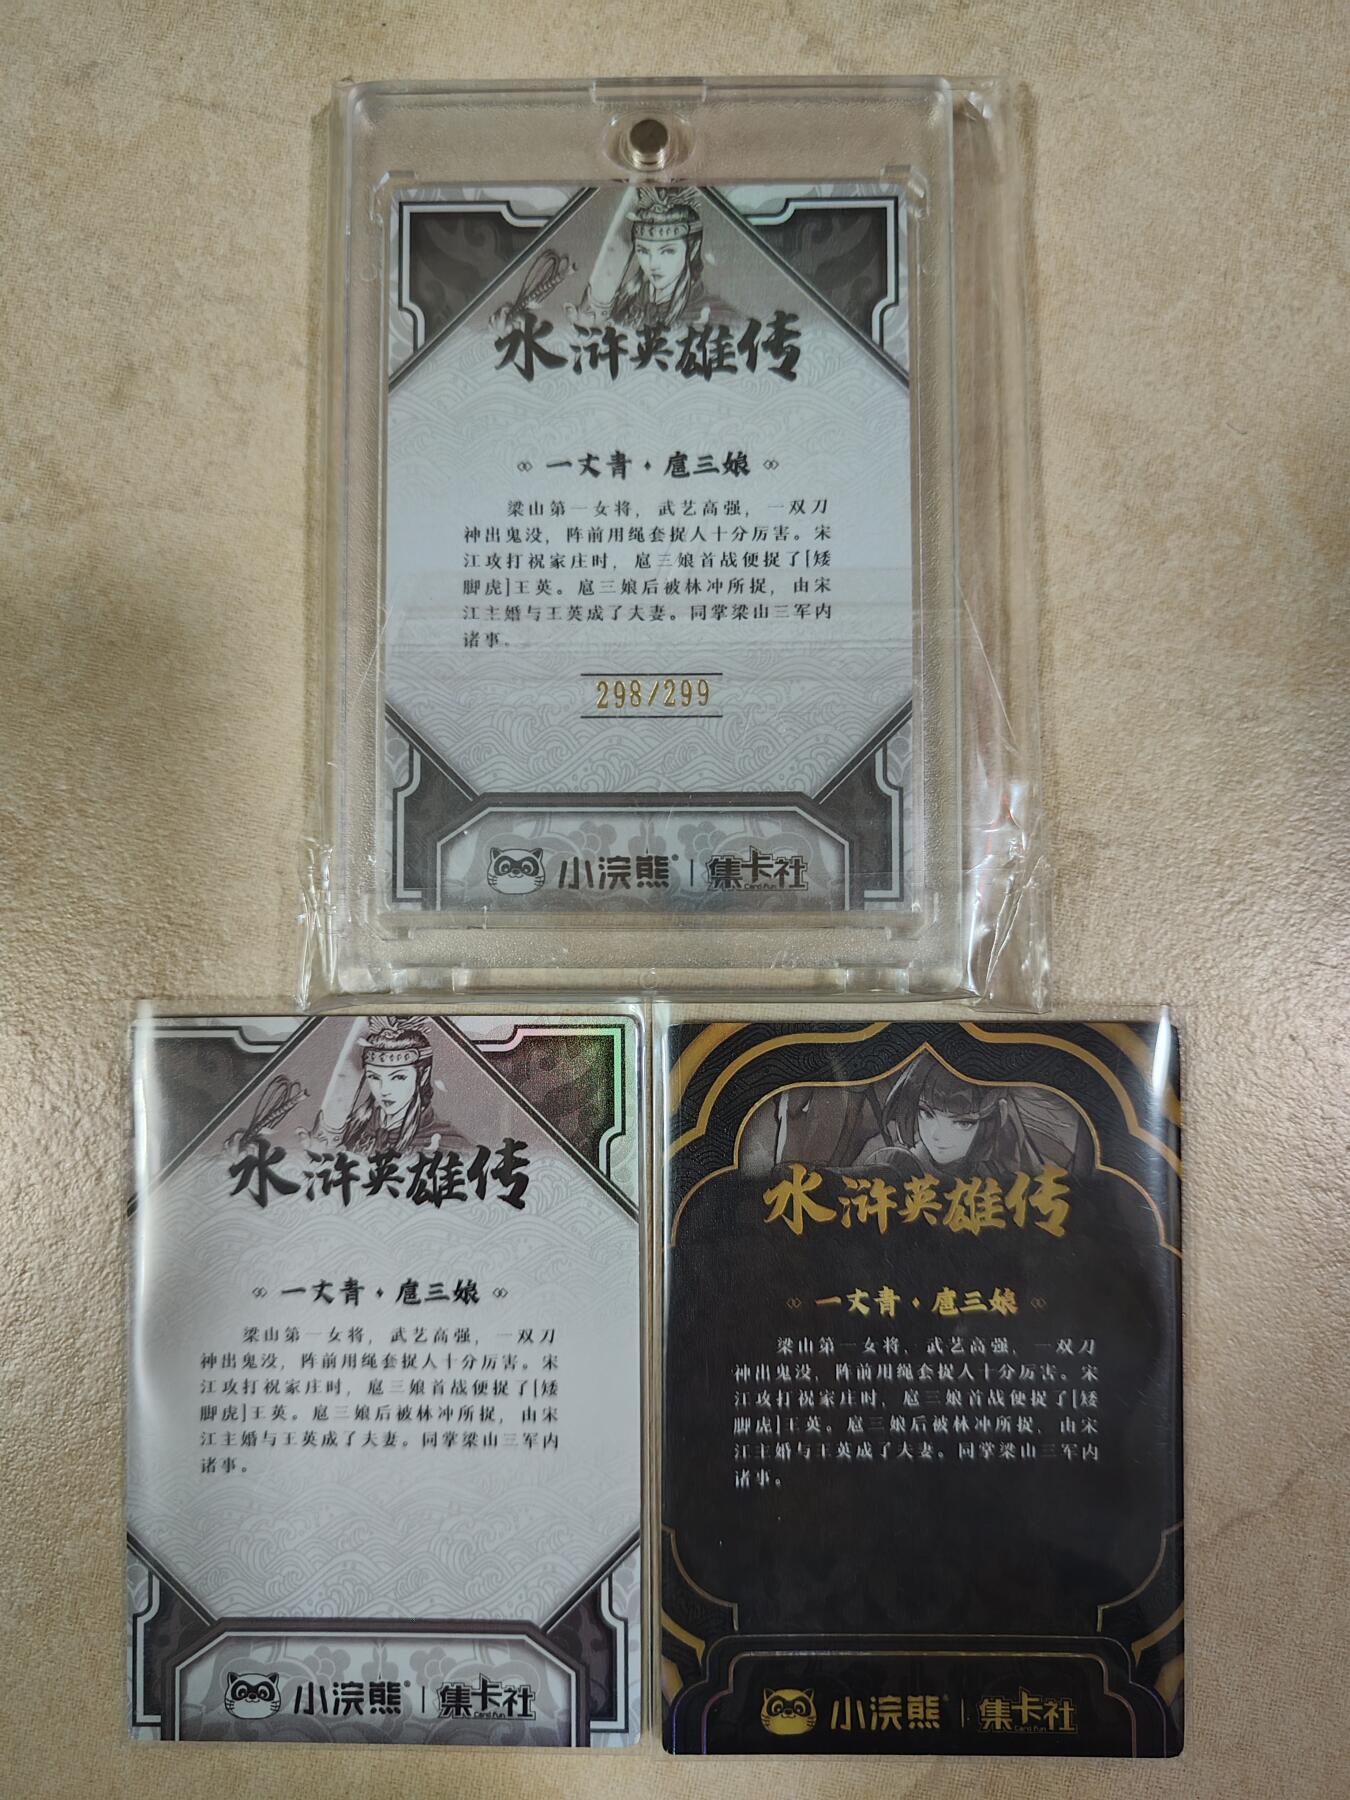 水浒英雄传
一丈青·扈三娘
梁山第一女将，武艺高强，一双刀
神出鬼没，阵前用绳套捉人十分厉害。宋
江攻打祝家庄时，扈三娘首战便捉了[矮
脚虎]王英。扈三娘后被林冲所捉，由宋
江主婚与王英成了夫妻。同掌梁山三军内
诸事。
298/299
小浣熊 | 集卡社
Card Fun
水浒英雄传
一丈青·扈三娘
梁山第一女将，武艺高强，一双刀
神出鬼没，阵前用绳套捉人十分厉害。宋
江攻打祝家庄时，扈三娘首战便捉了[矮
脚虎]王英。扈三娘后被林冲所捉，由宋
江主婚与王英成了夫妻。同掌梁山三军内
诸事。
小浣熊 | 集卡社
Card Fun
水浒英雄传
一丈青·扈三娘
梁山第一女将，武艺高强，一双刀
神出鬼没，阵前用绳套捉人十分厉害。宋
江攻打祝家庄时，扈三娘首战便捉了[矮
脚虎]王英。扈三娘后被林冲所捉，由宋
江主婚与王英成了夫妻。同掌梁山三军内
诸事。
小浣熊 | 集卡社
Card Fun